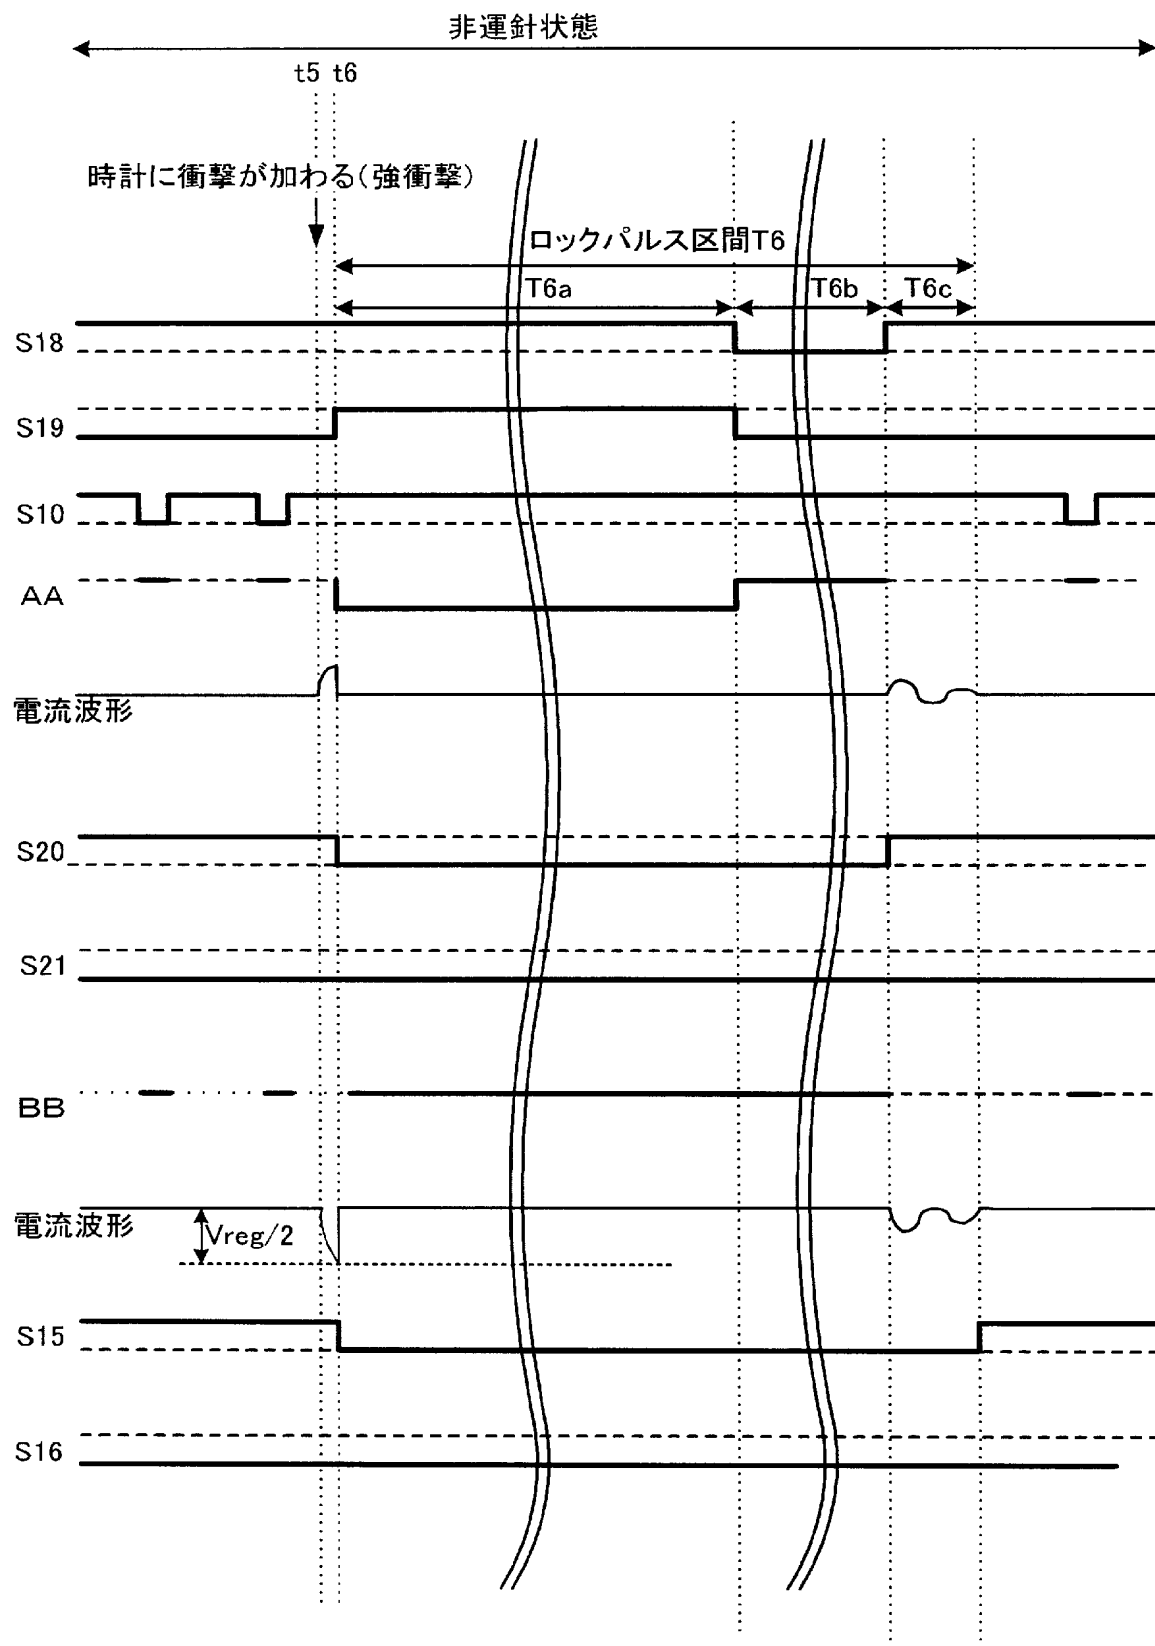 非運針状態
t5 t6
時計に衝撃が加わる(強衝撃)
ロックパルス区間T6
T6a
T6b
T6c
S18
S19
S10
AA
電流波形
S20
S21
BB
電流波形
Vreg/2
S15
S16